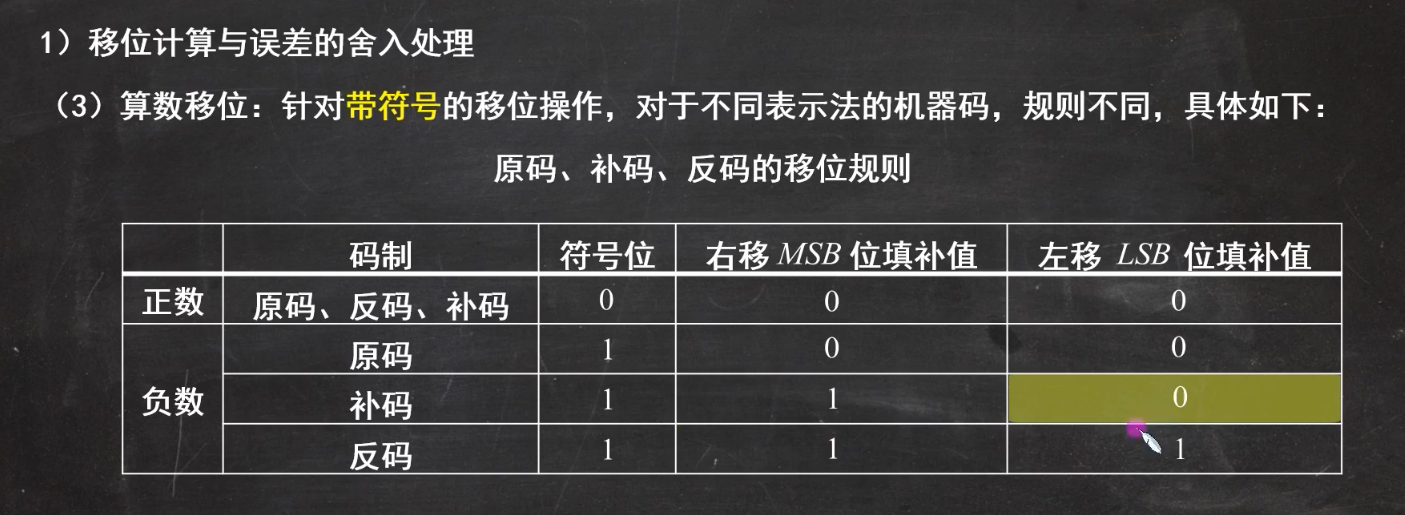 1）移位计算与误差的舍入处理
（3）算数移位：针对带符号的移位操作，对于不同表示法的机器码，规则不同，具体如下：
原码、补码、反码的移位规则
码制 符号位 右移 MSB 位填补值 左移 LSB 位填补值
正数 原码、反码、补码 0 0 0
原码 1 0 0
负数 补码 1 1 0
反码 1 1 1